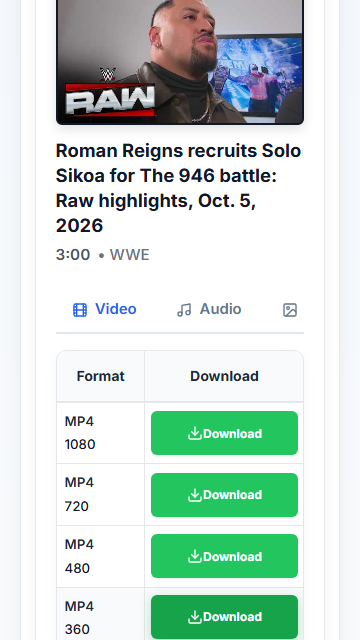 RAW
Roman Reigns recruits Solo
Sikoa for The 946 battle:
Raw highlights, Oct. 5,
2026
3:00 • WWE
Video Audio
Format Download
MP4
1080
Download
MP4
720
Download
MP4
480
Download
MP4
360
Download